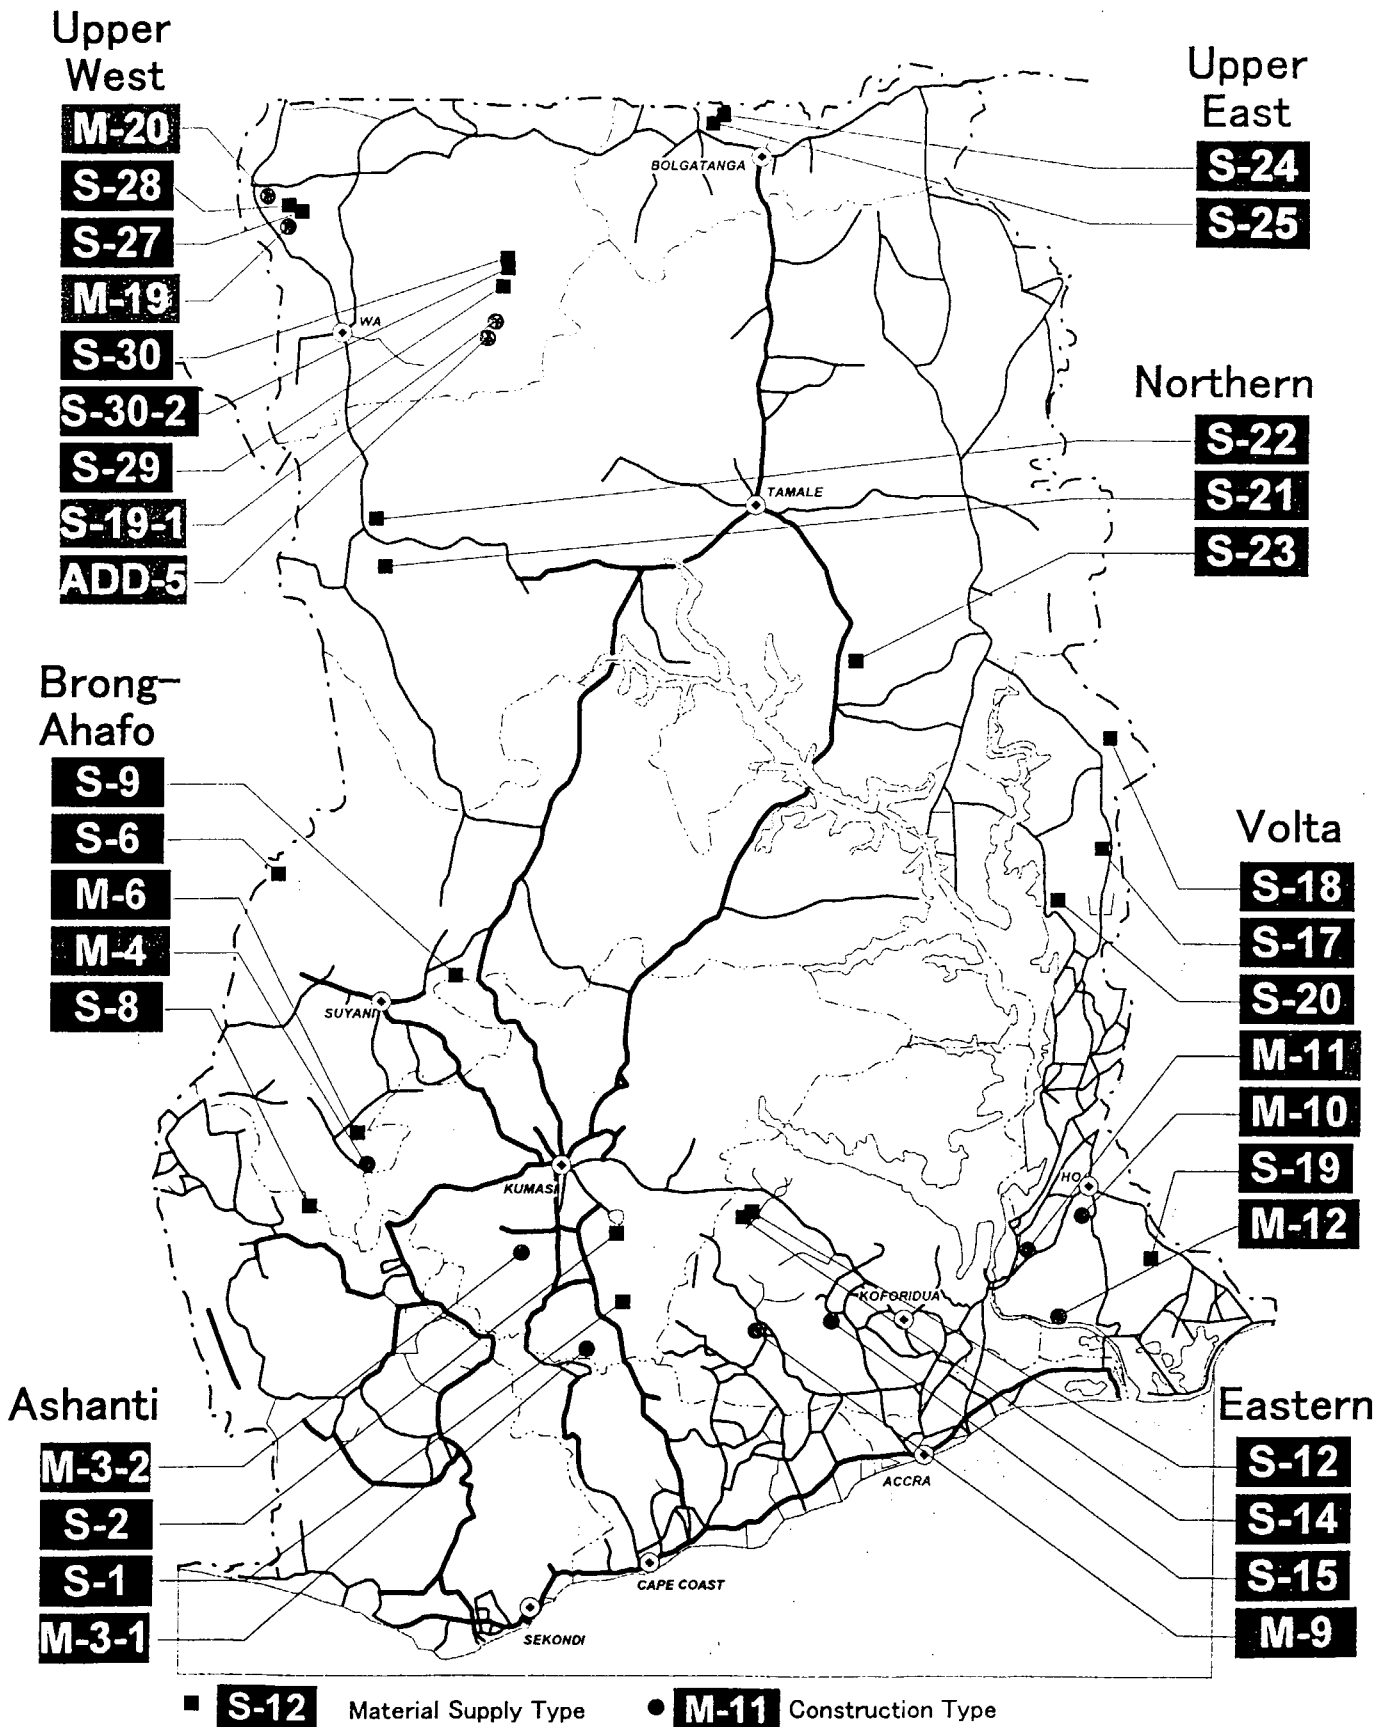 Upper
West
M-20
S-28
S-27
M-19
S-30
S-30-2
S-29
S-19-1
ADD-5
Upper
East
S-24
S-25
BOLGATANGA
WA
Northern
S-22
S-21
S-23
TAMALE
Brong-
Ahafo
S-9
S-6
M-6
M-4
S-8
SUYANI
KUMASI
Volta
S-18
S-17
S-20
M-11
M-10
S-19
M-12
HO
KOFORIDUA
Ashanti
M-3-2
S-2
S-1
M-3-1
Eastern
S-12
S-14
S-15
M-9
ACCRA
CAPE COAST
SEKONDI
S-12 Material Supply Type M-11 Construction Type